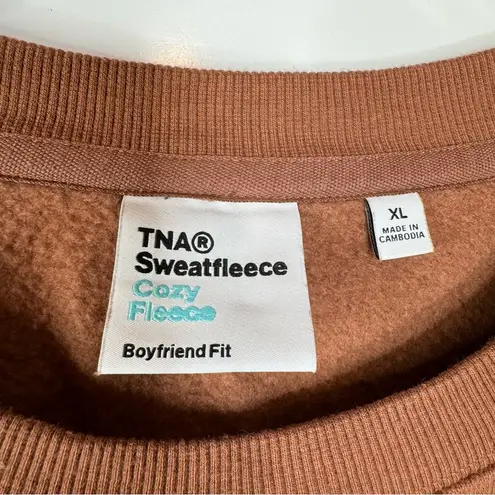 TNA®
Sweatfleece
Cozy
Fleece
Boyfriend Fit
XL
MADE IN
CAMBODIA